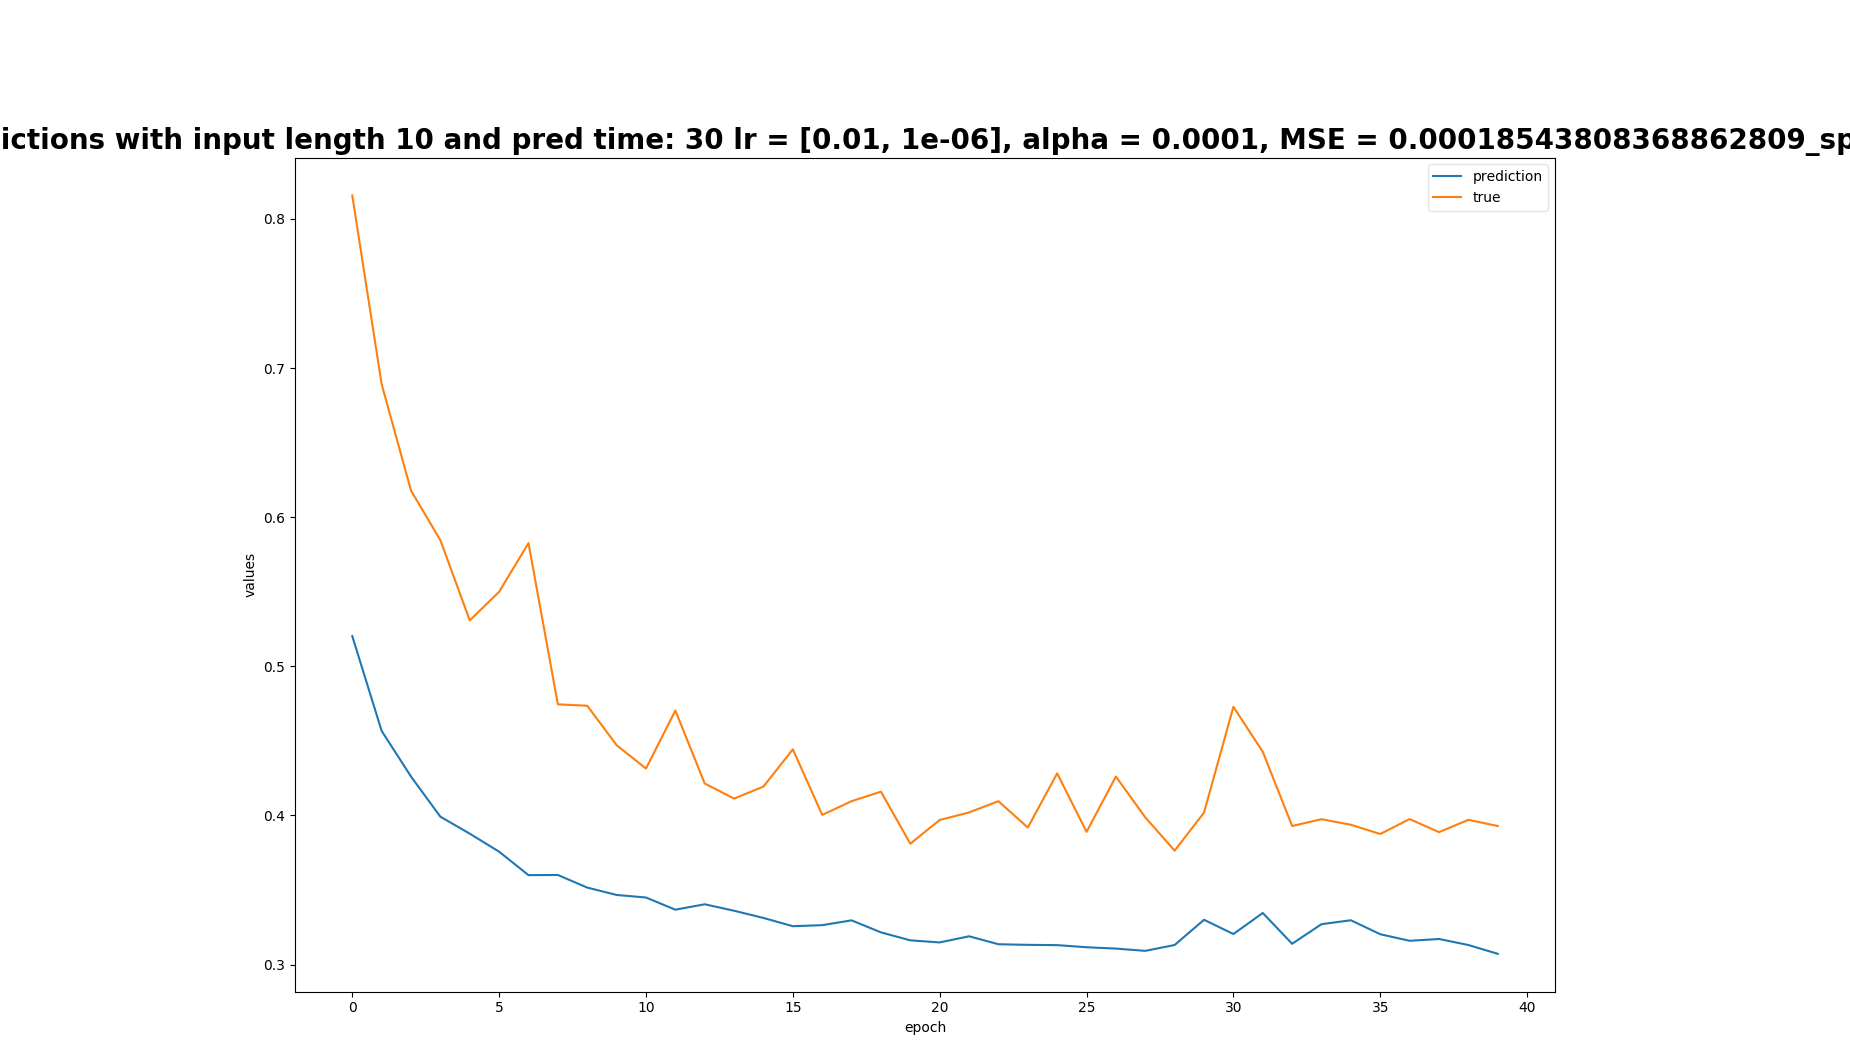 ictions with input length 10 and pred time: 30 lr = [0.01, 1e-06], alpha = 0.0001, MSE = 0.00018543808368862809_sp
prediction
true
0.8
0.7
0.6
0.5
0.4
0.3
values
0 5 10 15 20 25 30 35 40
epoch